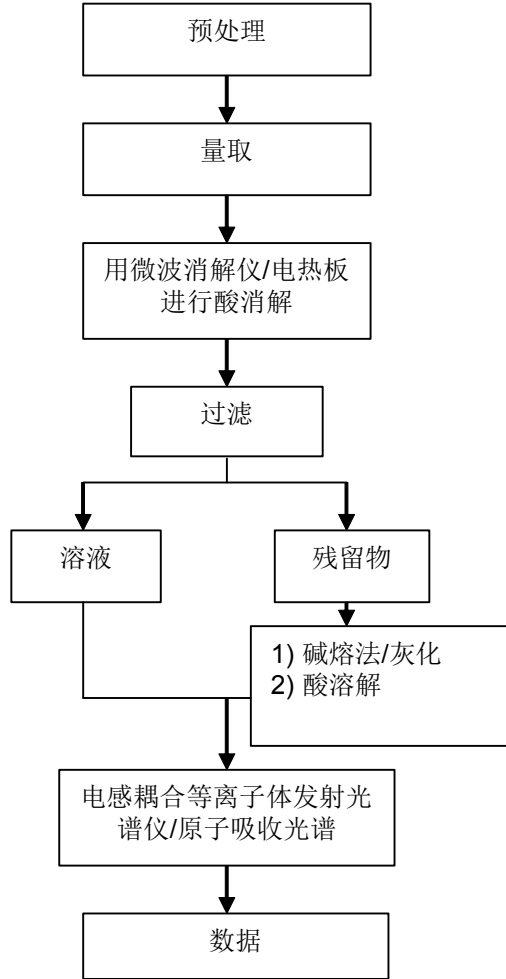 预处理
量取
用微波消解仪/电热板
进行酸消解
过滤
溶液
残留物
1) 碱熔法/灰化
2) 酸溶解
电感耦合等离子体发射光
谱仪/原子吸收光谱
数据